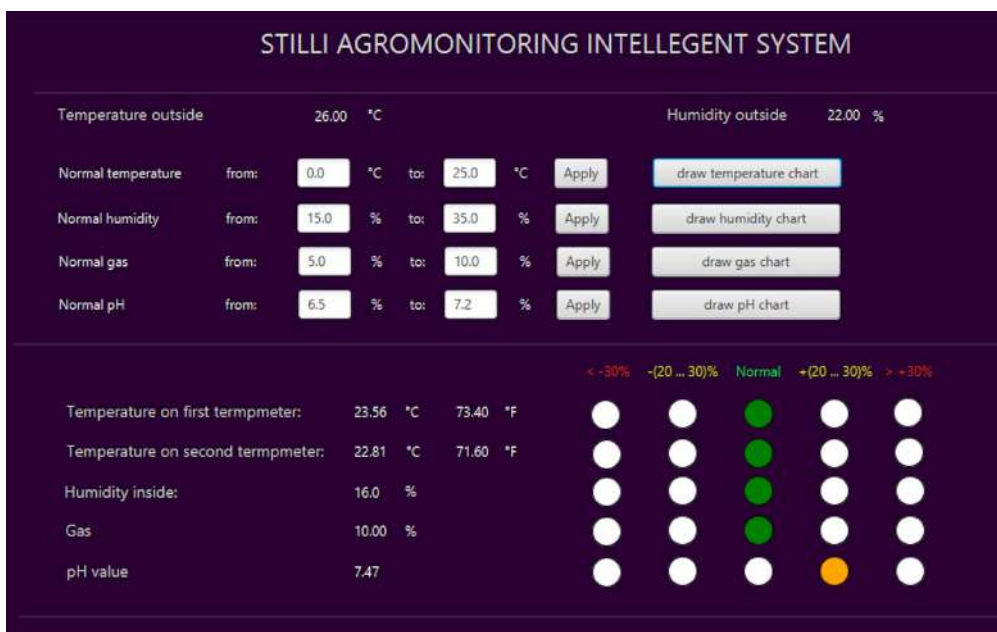 STILLI AGROMONITORING INTELLEGENT SYSTEM
Temperature outside 26.00 °C Humidity outside 22.00 %
Normal temperature from: 0.0 °C to: 25.0 °C Apply draw temperature chart
Normal humidity from: 15.0 % to: 35.0 % Apply draw humidity chart
Normal gas from: 5.0 % to: 10.0 % Apply draw gas chart
Normal pH from: 6.5 % to: 7.2 % Apply draw pH chart
< -30% -(20 ... 30)% Normal +(20 ... 30)% > +30%
Temperature on first termpmeter: 23.56 °C 73.40 °F
Temperature on second termpmeter: 22.81 °C 71.60 °F
Humidity inside: 16.0 %
Gas 10.00 %
pH value 7.47